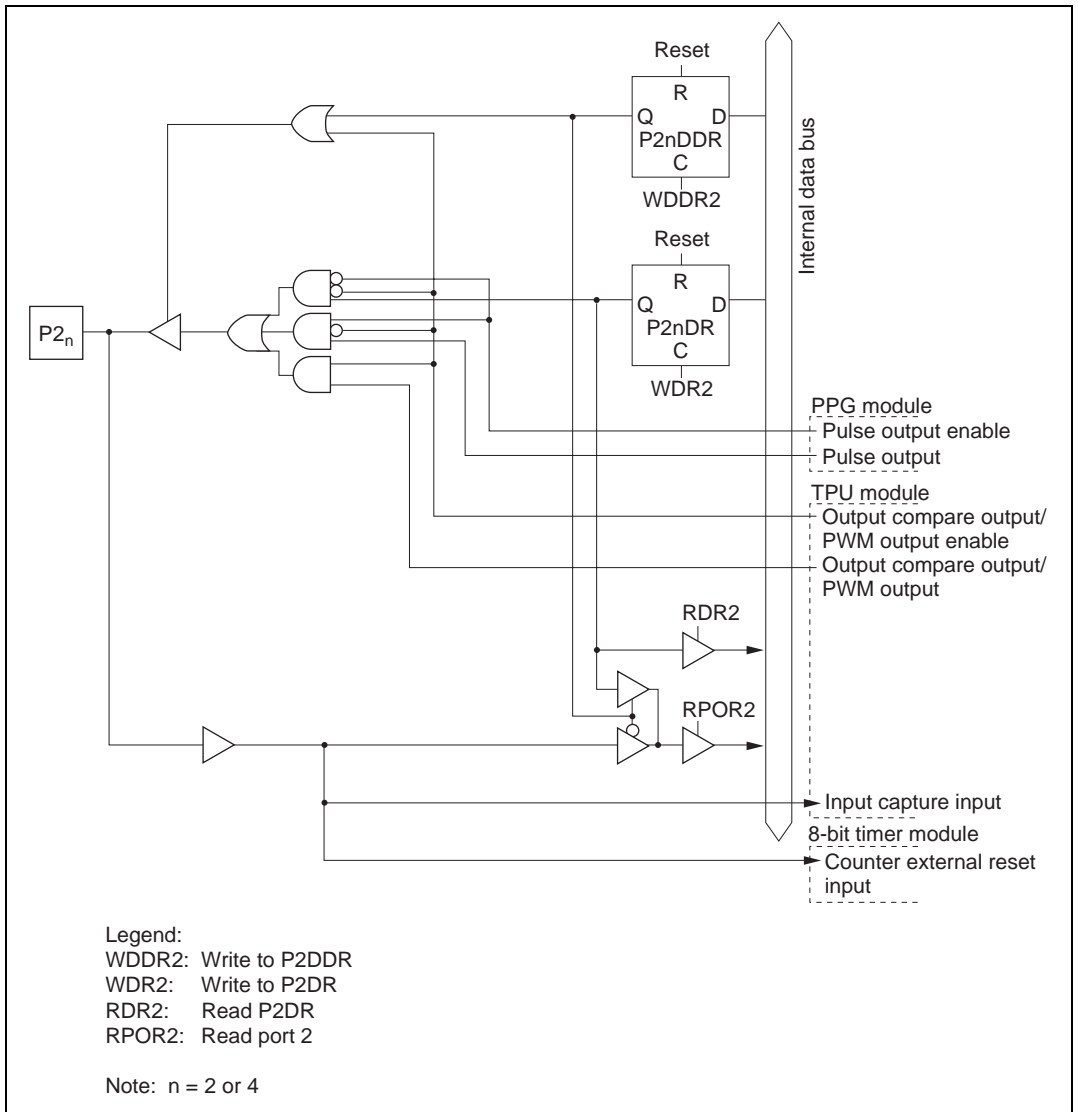 Reset
R
Q D
P2nDDR
C
WDDR2
Internal data bus
Reset
R
Q D
P2nDR
C
WDR2
P2n
PPG module
Pulse output enable
Pulse output
TPU module
Output compare output/
PWM output enable
Output compare output/
PWM output
RDR2
RPOR2
Input capture input
8-bit timer module
Counter external reset
input
Legend:
WDDR2: Write to P2DDR
WDR2: Write to P2DR
RDR2: Read P2DR
RPOR2: Read port 2
Note: n = 2 or 4